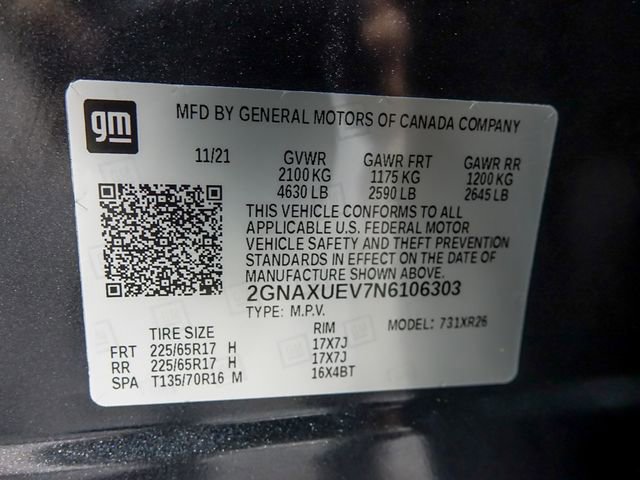 gm
MFD BY GENERAL MOTORS OF CANADA COMPANY
11/21 GVWR GAWR FRT GAWR RR
2100 KG 1175 KG 1200 KG
4630 LB 2590 LB 2645 LB
THIS VEHICLE CONFORMS TO ALL
APPLICABLE U.S. FEDERAL MOTOR
VEHICLE SAFETY AND THEFT PREVENTION
STANDARDS IN EFFECT ON THE DATE OF
MANUFACTURE SHOWN ABOVE.
2GNAXUEV7N6106303
TYPE: M.P.V. MODEL: 731XR26
TIRE SIZE RIM
FRT 225/65R17 H 17X7J
RR 225/65R17 H 17X7J
SPA T135/70R16 M 16X4BT